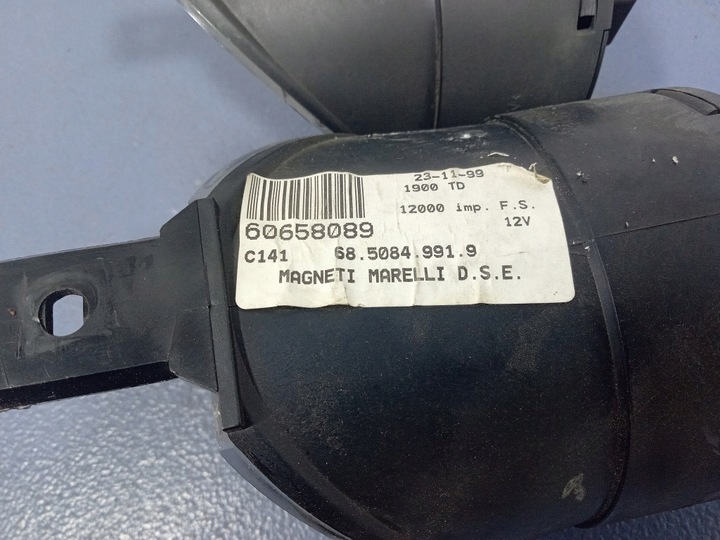 23-11-99
1900 TD
12000 imp. F.S.
12V
60658089
C141 68.5084.991.9
MAGNETI MARELLI D.S.E.